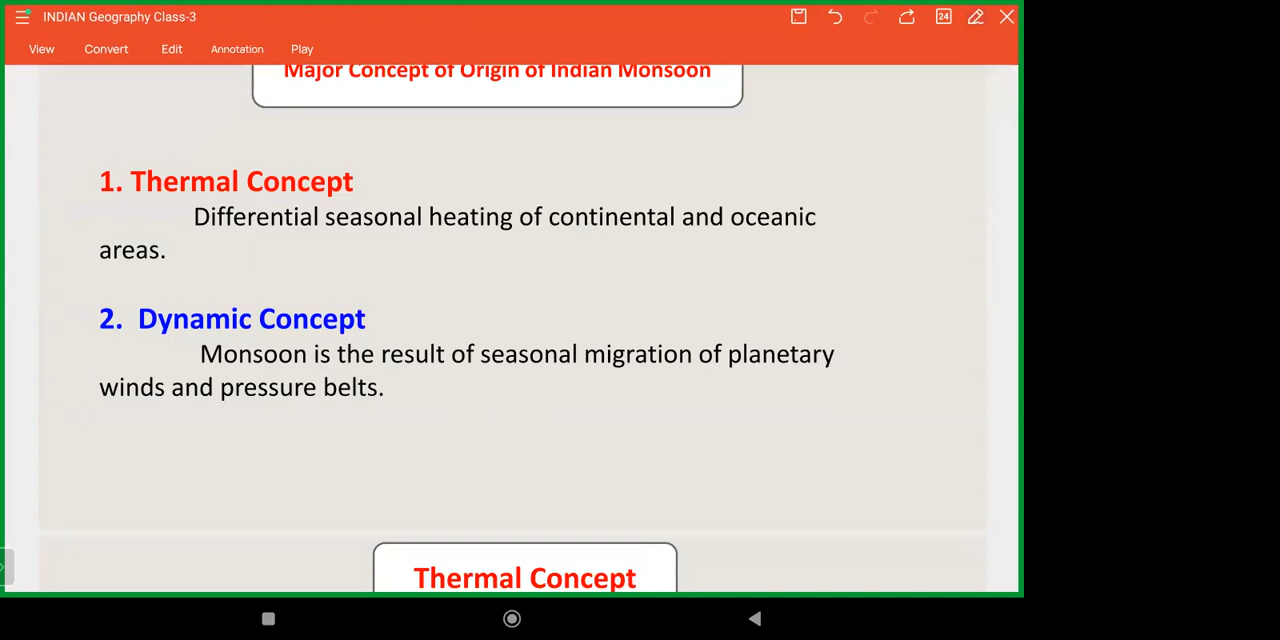 INDIAN Geography Class-3
24
View Convert Edit Annotation Play
Major Concept of Origin of Indian Monsoon
1. Thermal Concept
Differential seasonal heating of continental and oceanic
areas.
2. Dynamic Concept
Monsoon is the result of seasonal migration of planetary
winds and pressure belts.
Thermal Concept